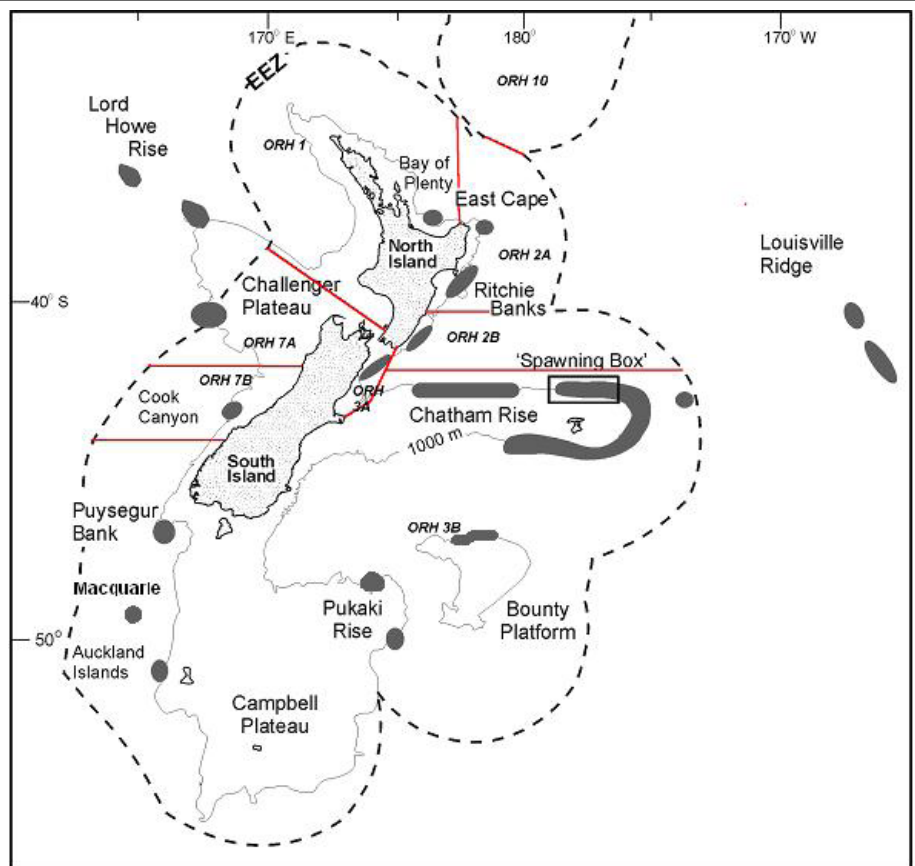 170° E
180°
170° W
EEZ
ORH 10
Lord
Howe
Rise
ORH 1
Bay of
Plenty
East Cape
North
Island
ORH 2A
Louisville
Ridge
Challenger
Plateau
Ritchie
Banks
40° S
ORH 7A
ORH 2B
'Spawning Box'
ORH 7B
ORH
3A
Cook
Canyon
Chatham Rise
1000 m
South
Island
Puysegur
Bank
ORH 3B
Macquarie
Pukaki
Rise
Bounty
Platform
50°
Auckland
Islands
Campbell
Plateau